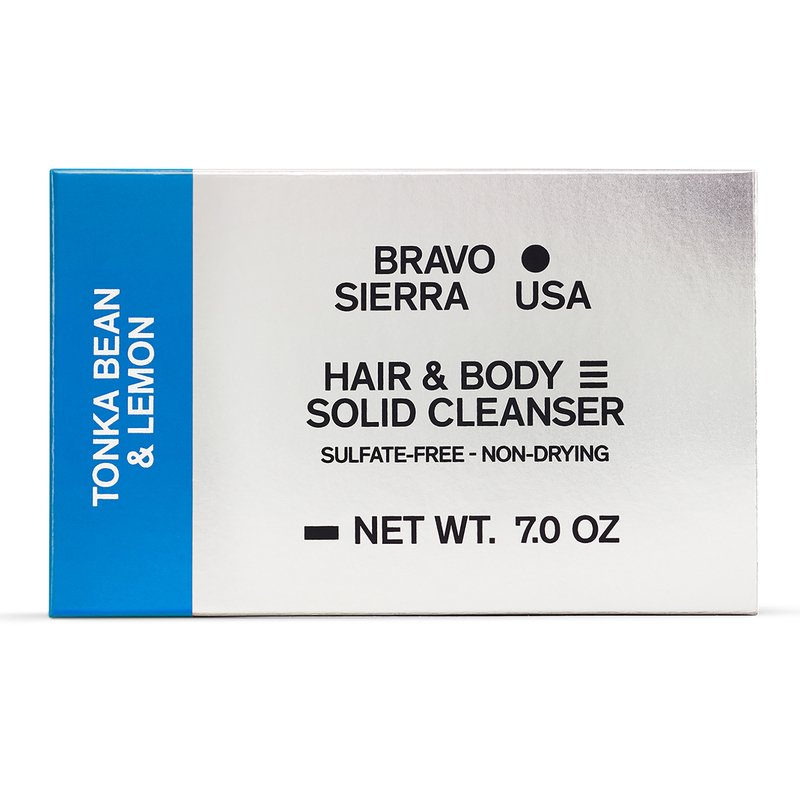 TONKA BEAN
& LEMON
BRAVO
SIERRA USA
HAIR & BODY
SOLID CLEANSER
SULFATE-FREE - NON-DRYING
NET WT. 7.0 OZ